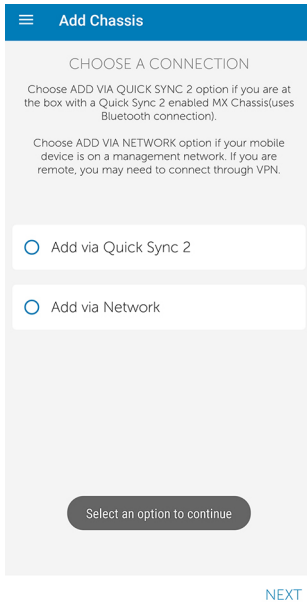 Add Chassis
CHOOSE A CONNECTION
Choose ADD VIA QUICK SYNC 2 option if you are at
the box with a Quick Sync 2 enabled MX Chassis(uses
Bluetooth connection).
Choose ADD VIA NETWORK option if your mobile
device is on a management network. If you are
remote, you may need to connect through VPN.
Add via Quick Sync 2
Add via Network
Select an option to continue
NEXT